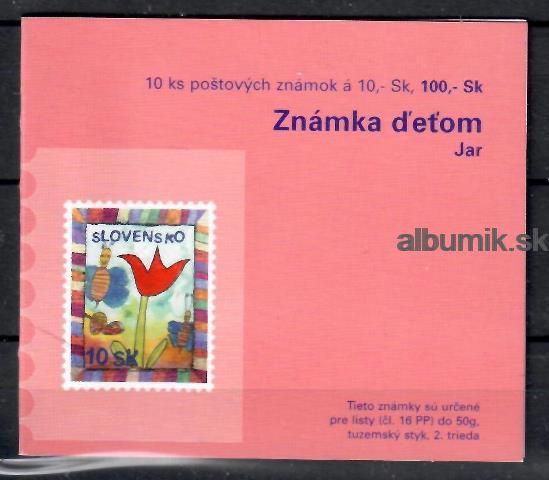 10 ks poštových známok á 10,- Sk, 100,- Sk
Známka ďeťom
Jar
albumik.sk
SLOVENSKO
10 SK
Tieto známky sú určené
pre listy (čl. 16 PP) do 50g,
tuzemský styk, 2. trieda